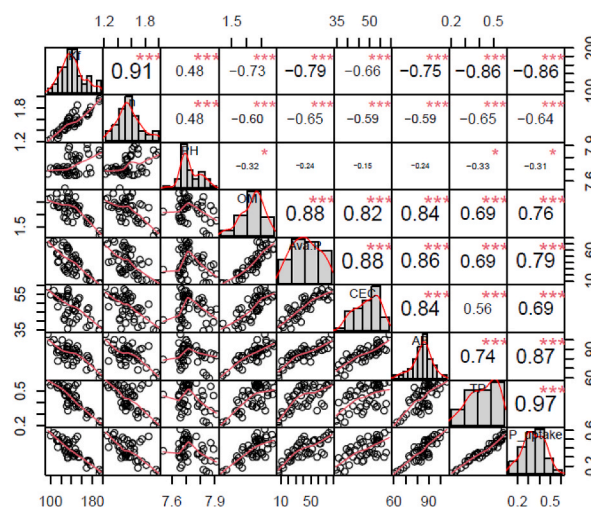 1.2 1.8 1.5 35 50 0.2 0.5
Kf 0.91 *** 0.48 *** −0.73 *** −0.79 *** −0.66 *** −0.75 *** −0.86 *** −0.86 *** 100 200
1.2 1.8 n 0.48 *** −0.60 *** −0.65 *** −0.59 *** −0.59 *** −0.65 *** −0.64 ***
PH −0.32 * −0.24 −0.15 −0.24 −0.33 * −0.31 * 7.6 7.9
1.5 OM 0.88 *** 0.82 *** 0.84 *** 0.69 *** 0.76 ***
Ava.P 0.88 *** 0.86 *** 0.69 *** 0.79 *** 10 60
35 55 CEC 0.84 *** 0.56 *** 0.69 ***
0.74 *** 0.87 *** 60 90
0.2 0.5 0.97 ***
P_uptake 0.2 0.6
100 180 7.6 7.9 10 50 60 90 0.2 0.5